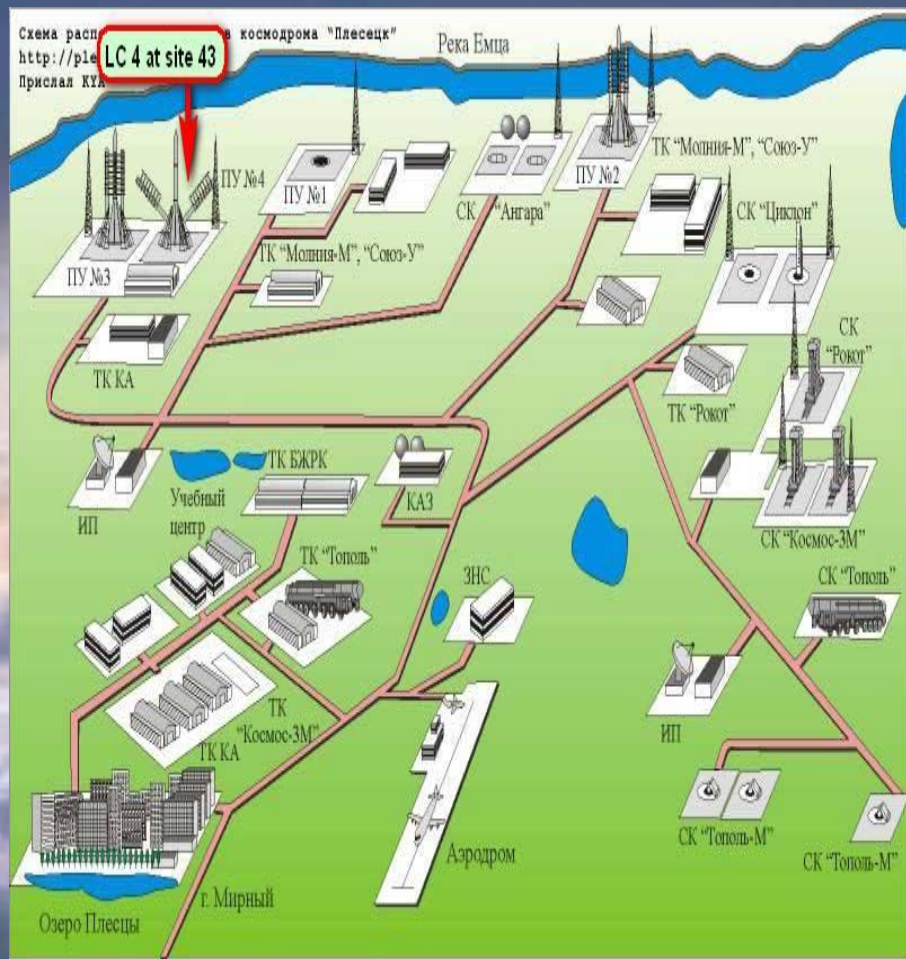 Схема расп
в космодрома "Плесецк"
http://ple
Прислал KYA
LC 4 at site 43
Река Емца
ПУ №4
ПУ №3
ПУ №1
СК "Ангара"
ПУ №2
ТК "Молния-М", "Союз-У"
СК "Циклон"
ТК "Молния-М", "Союз-У"
ТК КА
СК
"Рокот"
ТК "Рокот"
ИП
Учебный
центр
ТК БЖРК
КАЗ
СК "Космос-3М"
ТК "Тополь"
ЗНС
СК "Тополь"
ТК
"Космос-3М"
ТК КА
ИП
СК "Тополь-М"
СК "Тополь-М"
Аэродром
г. Мирный
Озеро Плесцы